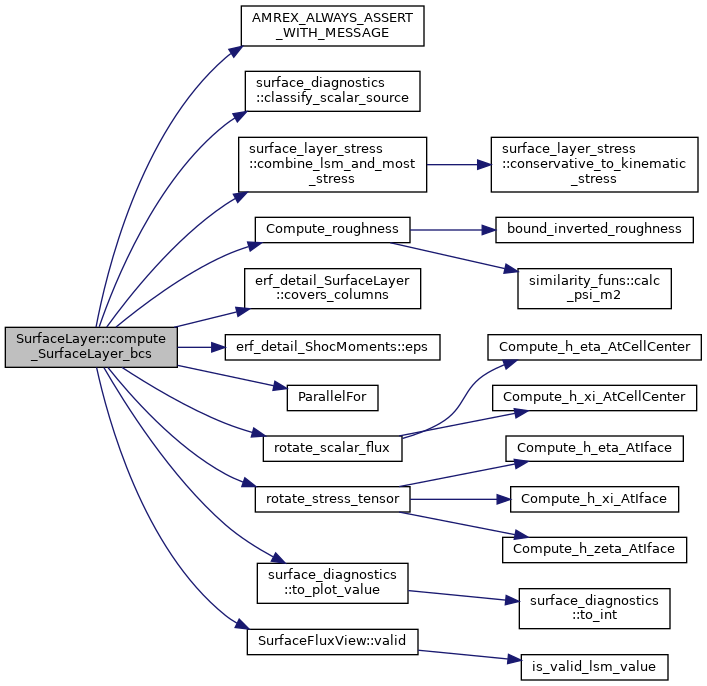 AMREX_ALWAYS_ASSERT
_WITH_MESSAGE
surface_diagnostics
::classify_scalar_source
surface_layer_stress
::combine_lsm_and_most
_stress
surface_layer_stress
::conservative_to_kinematic
_stress
Compute_roughness
bound_inverted_roughness
similarity_funs::calc
_psi_m2
erf_detail_SurfaceLayer
::covers_columns
SurfaceLayer::compute
_SurfaceLayer_bcs
erf_detail_ShocMoments::eps
Compute_h_eta_AtCellCenter
ParallelFor
Compute_h_xi_AtCellCenter
rotate_scalar_flux
Compute_h_eta_AtIface
rotate_stress_tensor
Compute_h_xi_AtIface
Compute_h_zeta_AtIface
surface_diagnostics
::to_plot_value
surface_diagnostics
::to_int
SurfaceFluxView::valid
is_valid_lsm_value